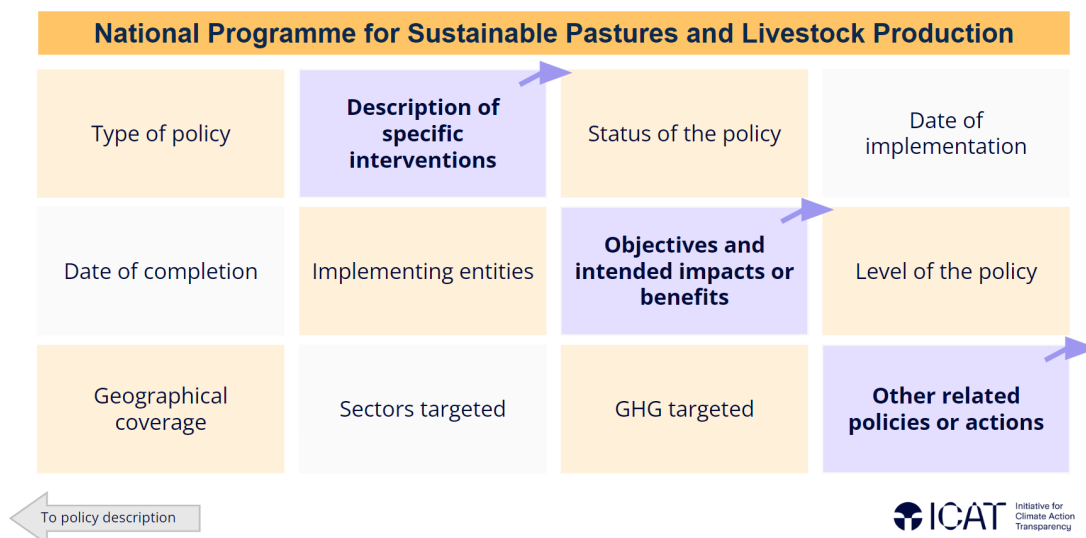 National Programme for Sustainable Pastures and Livestock Production
Type of policy
Description of
specific
interventions
Status of the policy
Date of
implementation
Date of completion
Implementing entities
Objectives and
intended impacts or
benefits
Level of the policy
Geographical
coverage
Sectors targeted
GHG targeted
Other related
policies or actions
To policy description
ICAT
Initiative for
Climate Action
Transparency